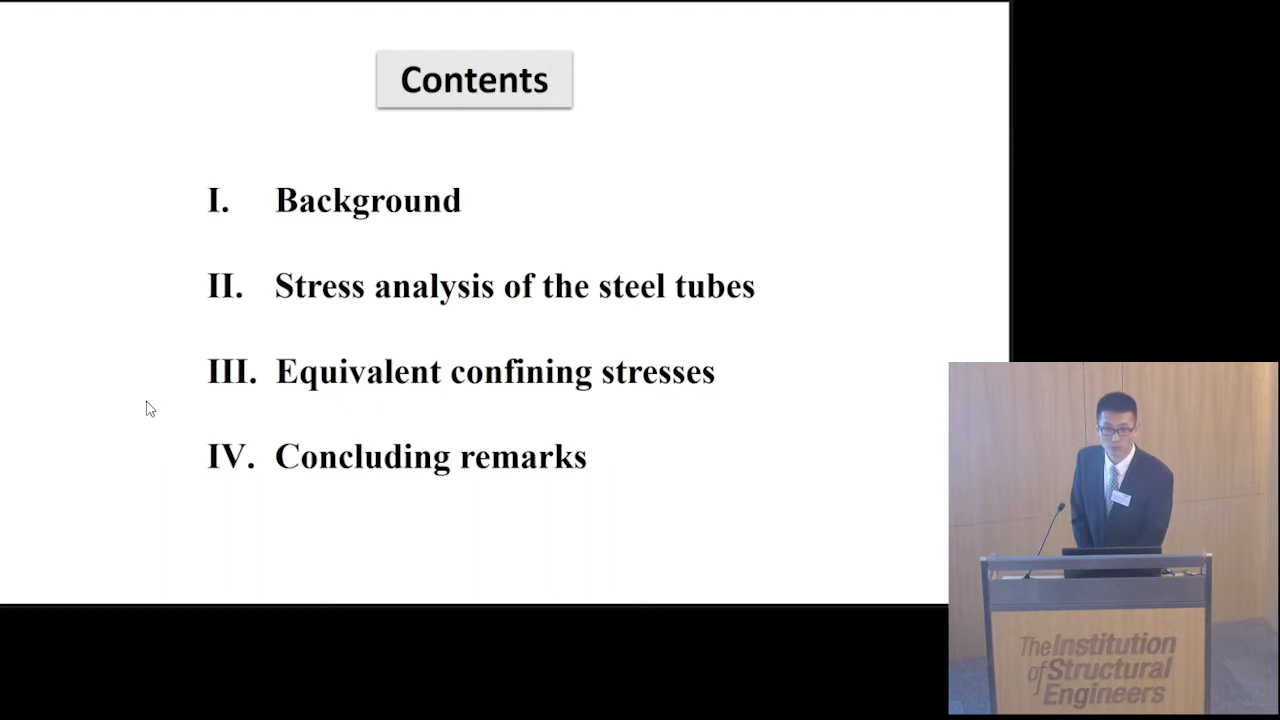 Contents
I. Background
II. Stress analysis of the steel tubes
III. Equivalent confining stresses
IV. Concluding remarks
The Institution
of Structural
Engineers